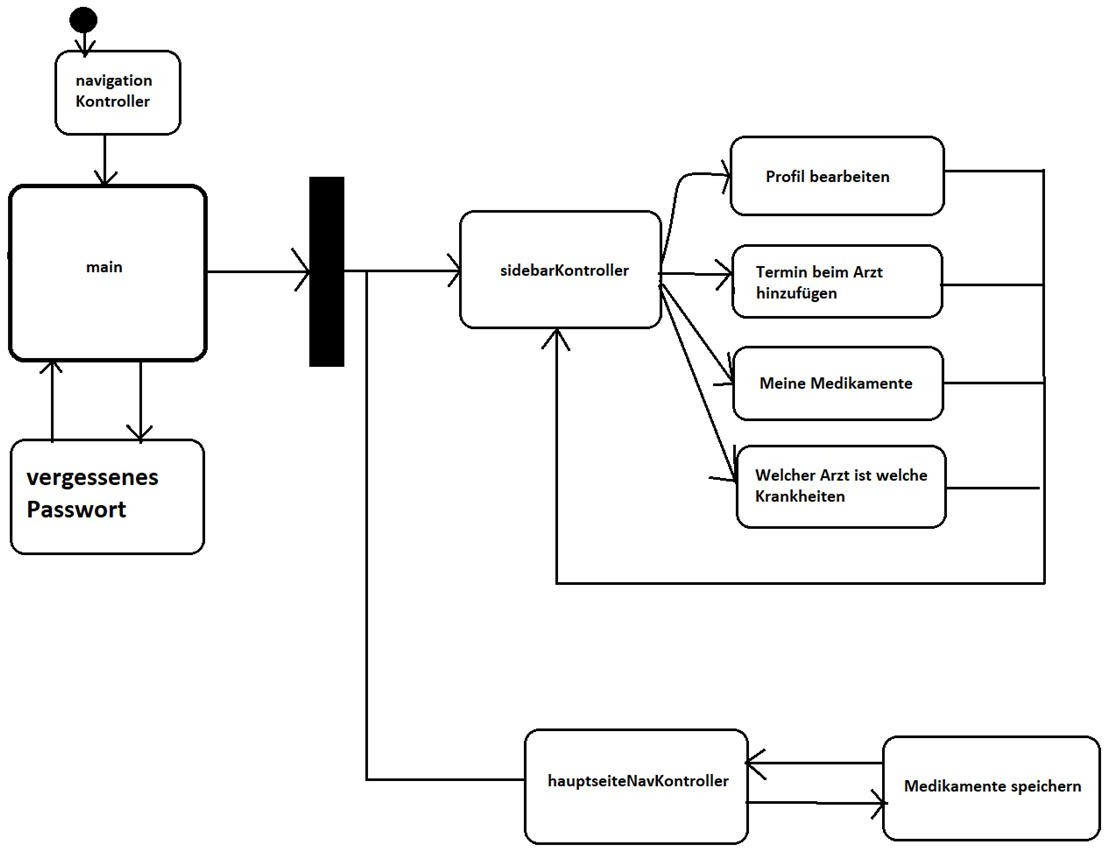 navigation
Kontroller
main
vergessenes
Passwort
sidebarKontroller
Profil bearbeiten
Termin beim Arzt
hinzufügen
Meine Medikamente
Welcher Arzt ist welche
Krankheiten
hauptseiteNavKontroller
Medikamente speichern